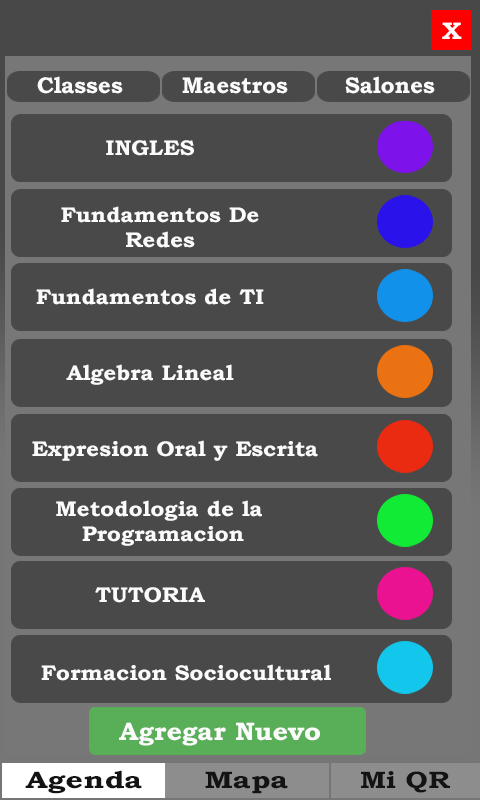 X
Classes Maestros Salones
INGLES
Fundamentos De
Redes
Fundamentos de TI
Algebra Lineal
Expresion Oral y Escrita
Metodologia de la
Programacion
TUTORIA
Formacion Sociocultural
Agregar Nuevo
Agenda Mapa Mi QR